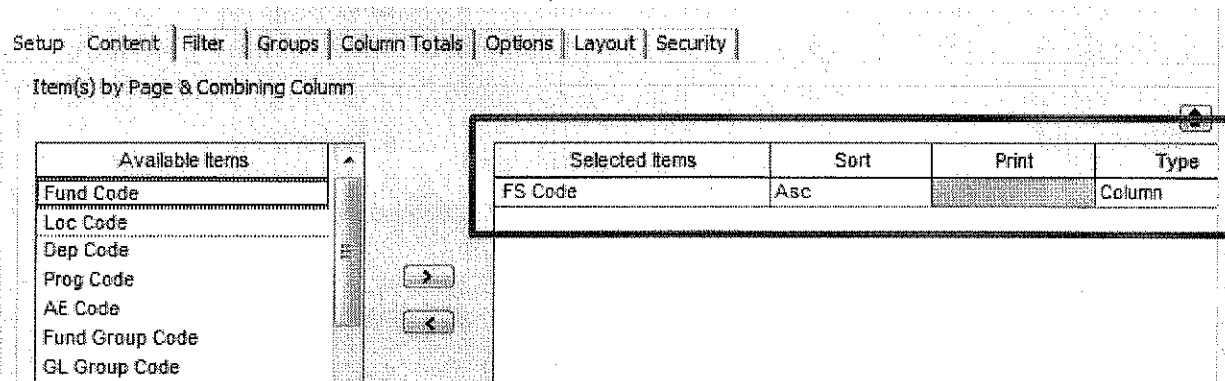 Setup Content Filter Groups Column Totals Options Layout Security
Item(s) by Page & Combining Column
Available Items
Selected Items Sort Print Type
Fund Code
FS Code Asc Column
Loc Code
Dep Code
Prog Code
>
AE Code
<
Fund Group Code
GL Group Code